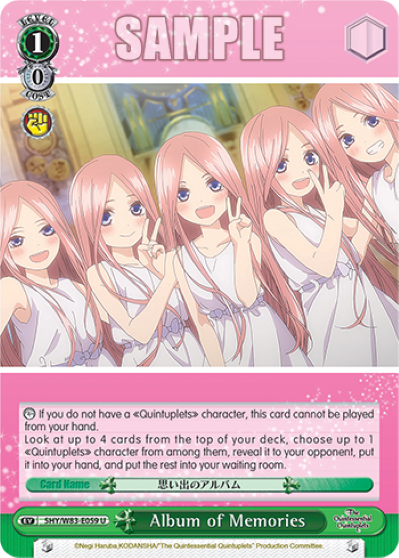 LEVEL
1
SAMPLE
0
COST
If you do not have a «Quintuplets» character, this card cannot be played
from your hand.
Look at up to 4 cards from the top of your deck, choose up to 1
«Quintuplets» character from among them, reveal it to your opponent, put
it into your hand, and put the rest into your waiting room.
Card Name 思い出のアルバム
EV SHY/W83-E059 U Album of Memories
The
Quintessential
Quintuplets
©Negi Haruba,KODANSHA/"The Quintessential Quintuplets" Production Committee.